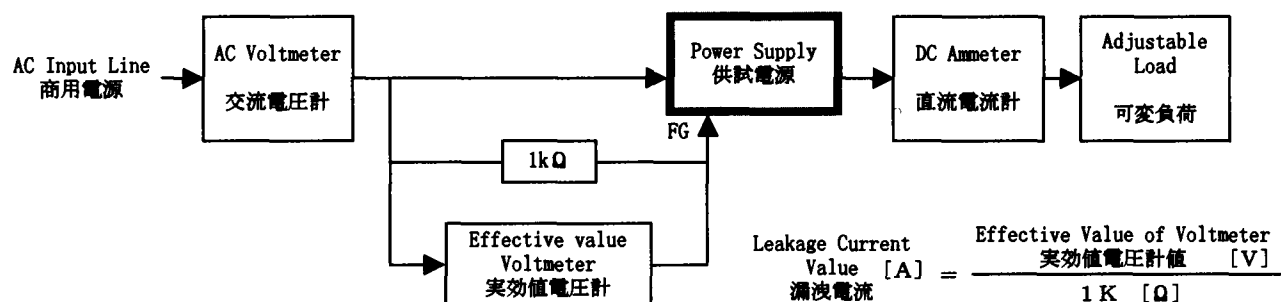 AC Input Line
商用電源
AC Voltmeter
交流電圧計
Power Supply
供試電源
DC Ammeter
直流電流計
Adjustable
Load
可変負荷
FG
1kΩ
Effective value
Voltmeter
実効値電圧計
Leakage Current
Value [A] =
漏洩電流
Effective Value of Voltmeter
実効値電圧計値 [V]
1K [Ω]